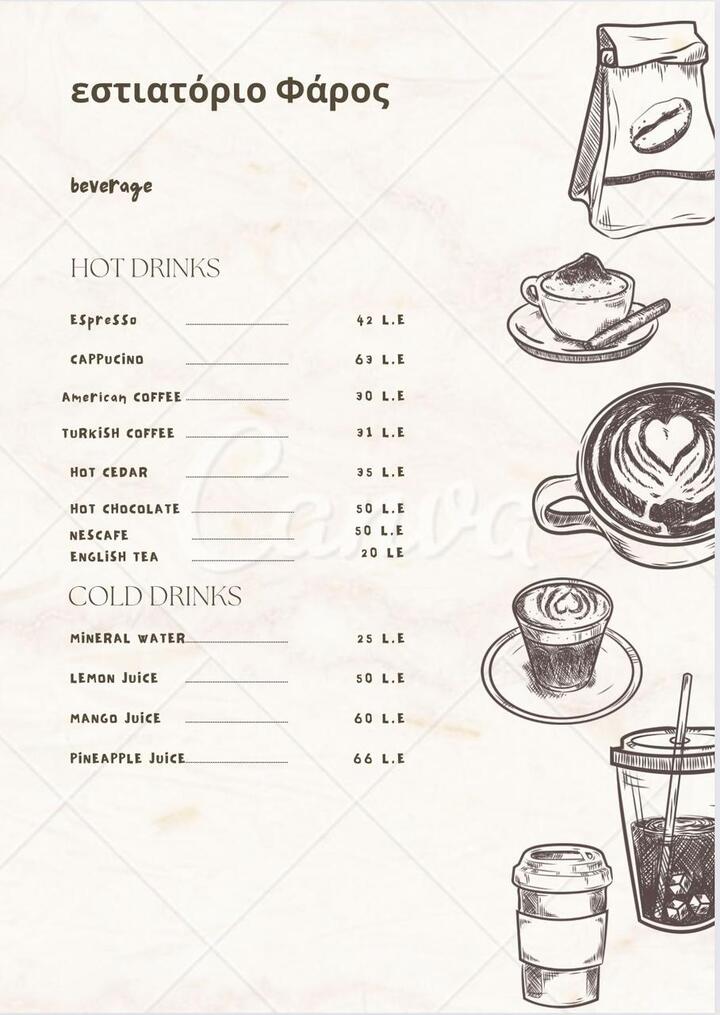 εστιατόριο Φάρος
beverage
HOT DRINKS
Espresso 42 L.E
CAPPUCINO 63 L.E
American COFFEE 30 L.E
TURKISH COFFEE 31 L.E
HOT CEDAR 35 L.E
HOT CHOCOLATE 50 L.E
NESCAFE 50 L.E
ENGLISH TEA 20 LE
COLD DRINKS
MINERAL WATER 25 L.E
LEMON JUICE 50 L.E
MANGO JUICE 60 L.E
PINEAPPLE JUICE 66 L.E
Canva